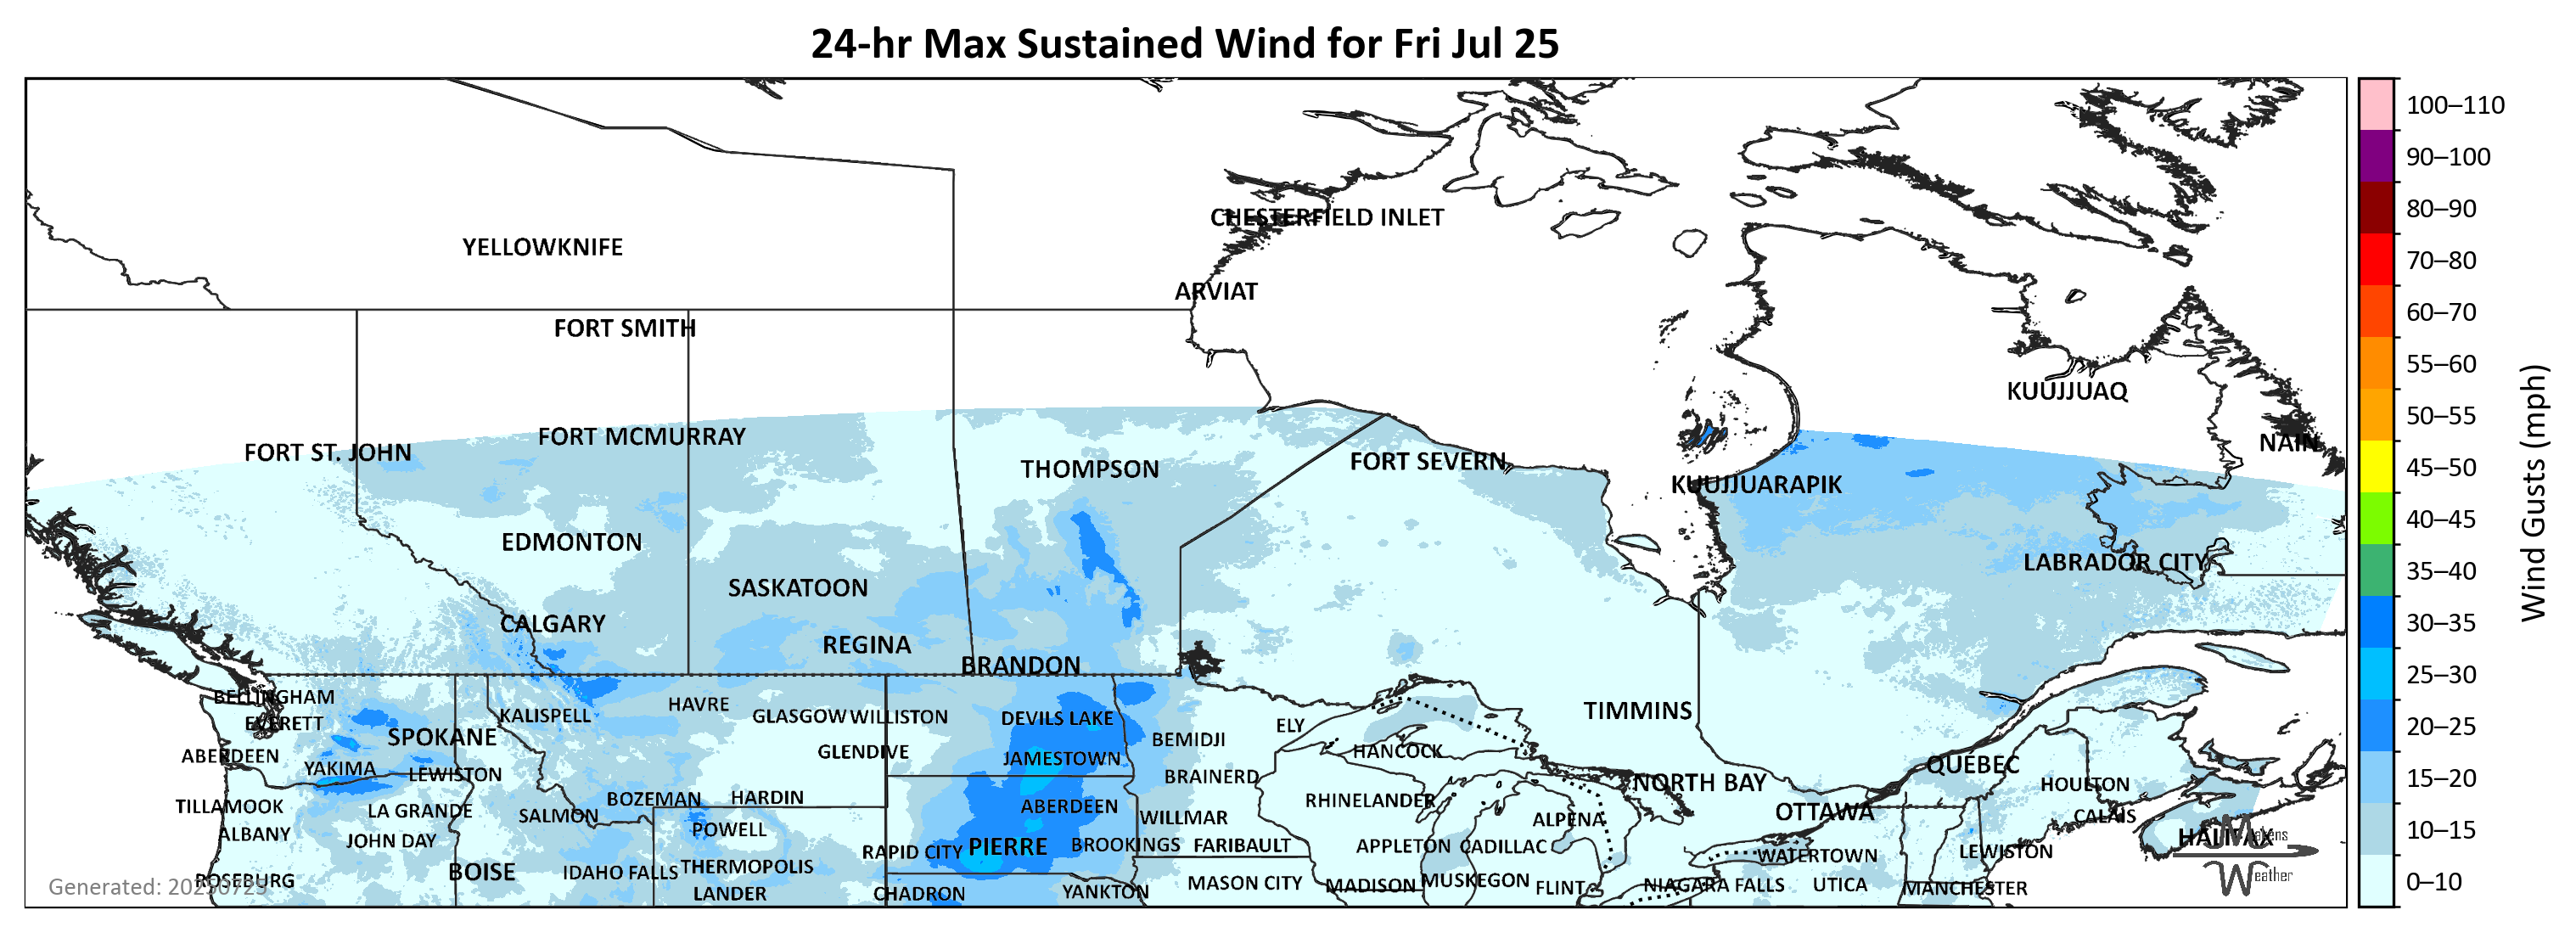 24-hr Max Sustained Wind for Fri Jul 25
100–110
90–100
80–90
CHESTERFIELD INLET
YELLOWKNIFE
70–80
ARVIAT
60–70
FORT SMITH
55–60
KUUJJUAQ
50–55
FORT MCMURRAY
NAIN
FORT ST. JOHN
FORT SEVERN
THOMPSON
45–50
KUUJJUARAPIK
40–45
EDMONTON
LABRADOR CITY
35–40
SASKATOON
CALGARY
30–35
REGINA
BRANDON
25–30
BELLINGHAM
HAVRE
TIMMINS
KALISPELL
GLASGOW WILLISTON
DEVILS LAKE
EVERETT
ELY
20–25
SPOKANE
BEMIDJI
GLENDIVE
HANCOCK
ABERDEEN
JAMESTOWN
QUEBEC
YAKIMA
LEWISTON
BRAINERD
15–20
NORTH BAY
HOULTON
BOZEMAN
HARDIN
RHINELANDER
TILLAMOOK
LA GRANDE
ABERDEEN
OTTAWA
SALMON
WILLMAR
ALPENA
CALAIS
10–15
POWELL
ALBANY
HALIFAX
Makens
JOHN DAY
PIERRE
BROOKINGS
FARIBAULT
APPLETON
CADILLAC
RAPID CITY
WATERTOWN
LEWISTON
BOISE
IDAHO FALLS
THERMOPOLIS
Weather
ROSEBURG
MASON CITY
MADISON
MUSKEGON
0–10
Generated: 20250725
FLINT
NIAGARA FALLS
UTICA
MANCHESTER
LANDER
CHADRON
YANKTON
Wind Gusts (mph)